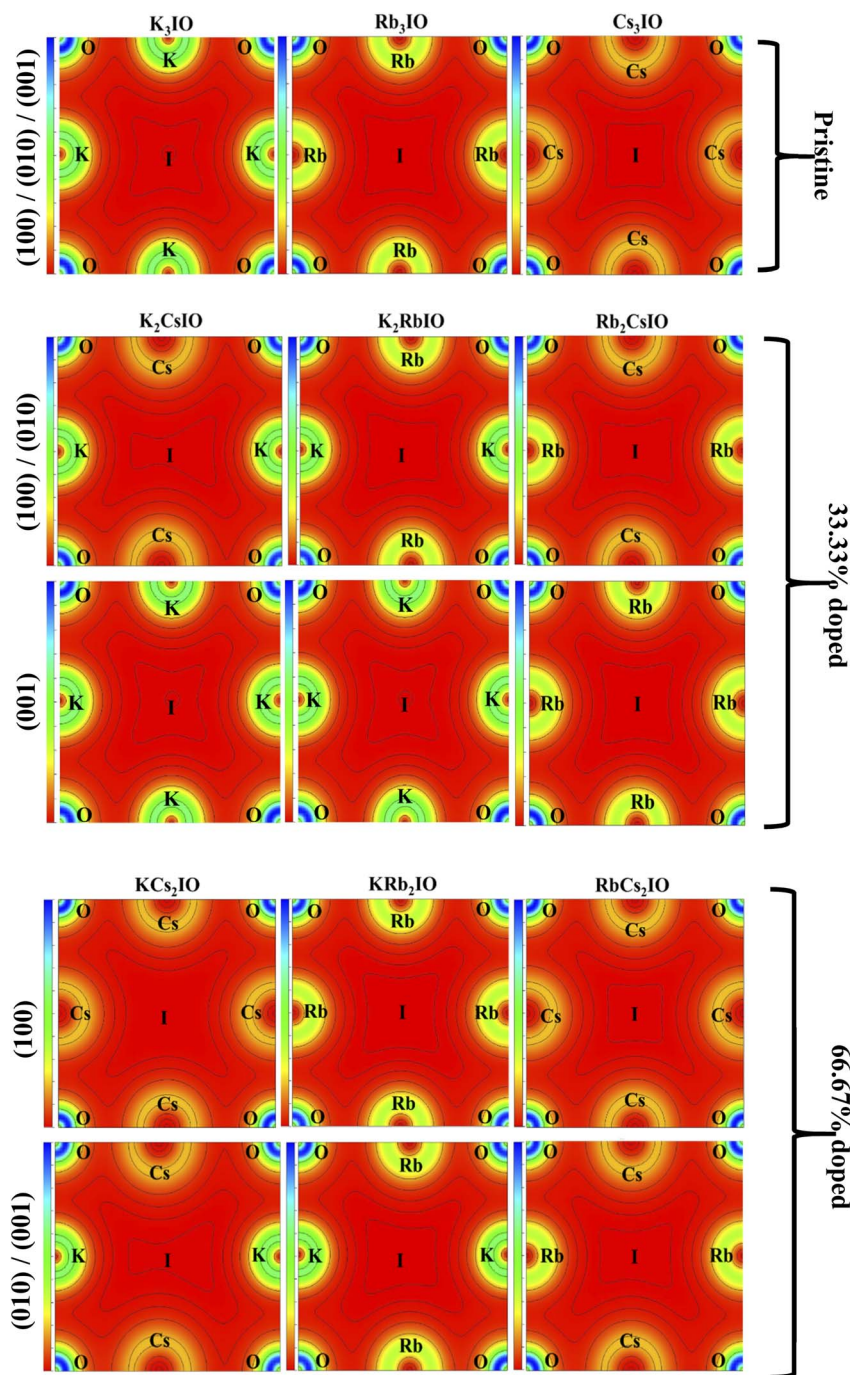 K₃IO Rb₃IO Cs₃IO
O K O O Rb O O Cs O
(100) / (010) / (001)
K I K Rb I Rb Cs I Cs
Pristine
O K O O Rb O O Cs O
K₂CsIO K₂RbIO Rb₂CsIO
O Cs O O Rb O O Cs O
(100) / (010)
K I K K I K Rb I Rb
O Cs O O Rb O O Cs O
33.33% doped
O K O O K O O Rb O
(001)
K I K K I K Rb I Rb
O K O O K O O Rb O
KCs₂IO KRb₂IO RbCs₂IO
O Cs O O Rb O O Cs O
(100)
Cs I Cs Rb I Rb Cs I Cs
O Cs O O Rb O O Cs O
66.67% doped
O Cs O O Rb O O Cs O
(010) / (001)
K I K K I K Rb I Rb
O Cs O O Rb O O Cs O